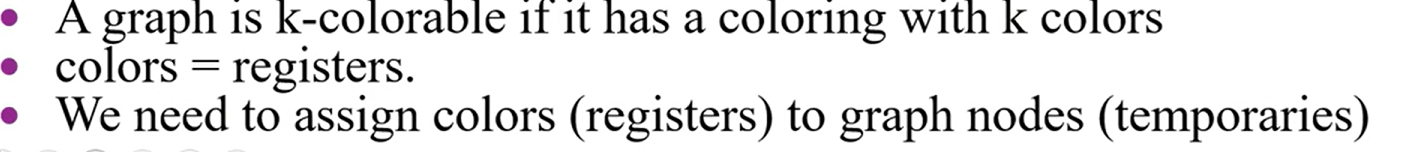 • A graph is k-colorable if it has a coloring with k colors
• colors = registers.
• We need to assign colors (registers) to graph nodes (temporaries)